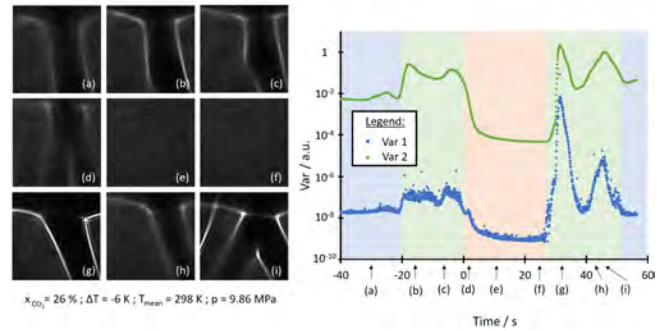 (a)
(b)
(c)
(d)
(e)
(f)
(g)
(h)
(i)
x_CO₂ = 26 % ; ΔT = -6 K ; T_mean = 298 K ; p = 9.86 MPa
Var / a.u.
1
10⁻²
10⁻⁴
10⁻⁶
10⁻⁸
10⁻¹⁰
Legend:
Var 1
Var 2
-40 -20 0 20 40 60
(a) (b) (c) (d) (e) (f) (g) (h) (i)
Time / s